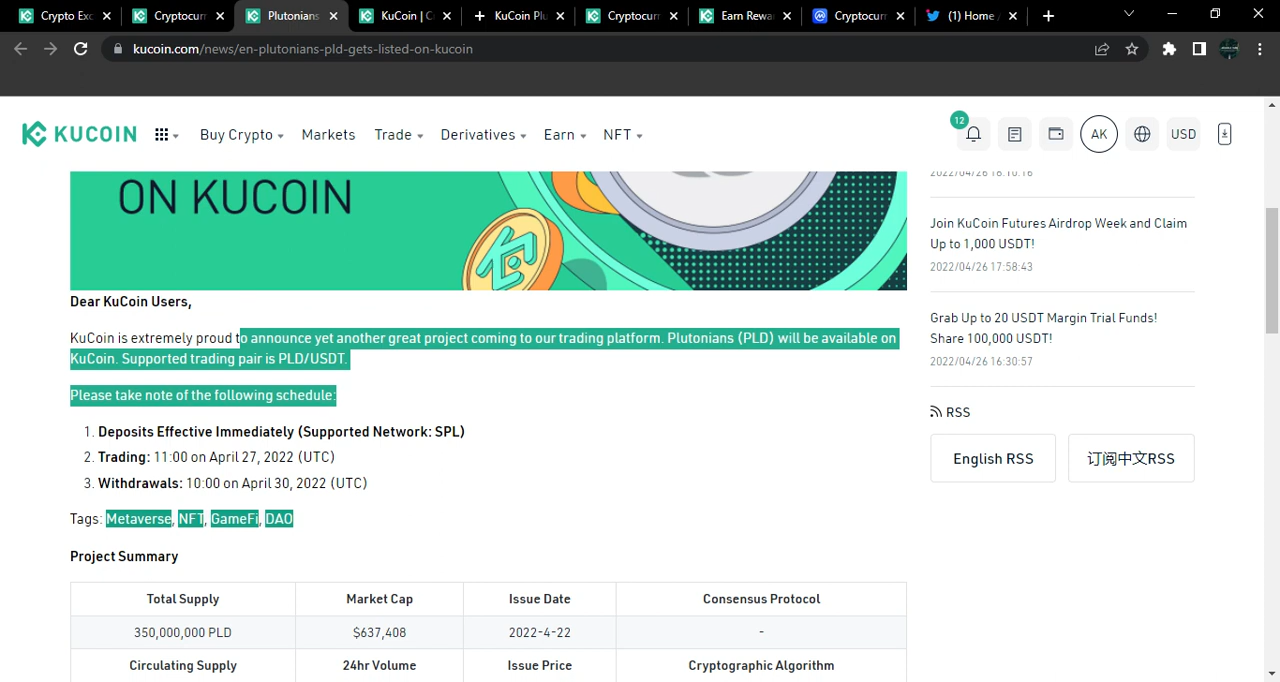 Crypto Exc
Cryptocurr
Plutonians
KuCoin | C
KuCoin Plu
Cryptocurr
Earn Rewa
Cryptocurr
(1) Home /
kucoin.com/news/en-plutonians-pld-gets-listed-on-kucoin
KUCOIN
Buy Crypto
Markets
Trade
Derivatives
Earn
NFT
12
AK
USD
ON KUCOIN
Dear KuCoin Users,
KuCoin is extremely proud to announce yet another great project coming to our trading platform. Plutonians (PLD) will be available on
KuCoin. Supported trading pair is PLD/USDT.
Please take note of the following schedule:
1. Deposits Effective Immediately (Supported Network: SPL)
2. Trading: 11:00 on April 27, 2022 (UTC)
3. Withdrawals: 10:00 on April 30, 2022 (UTC)
Tags: Metaverse, NFT, GameFi, DAO
Project Summary
Total Supply Market Cap Issue Date Consensus Protocol
350,000,000 PLD $637,408 2022-4-22 -
Circulating Supply 24hr Volume Issue Price Cryptographic Algorithm
Join KuCoin Futures Airdrop Week and Claim
Up to 1,000 USDT!
2022/04/26 17:58:43
Grab Up to 20 USDT Margin Trial Funds!
Share 100,000 USDT!
2022/04/26 16:30:57
RSS
English RSS
订阅中文RSS